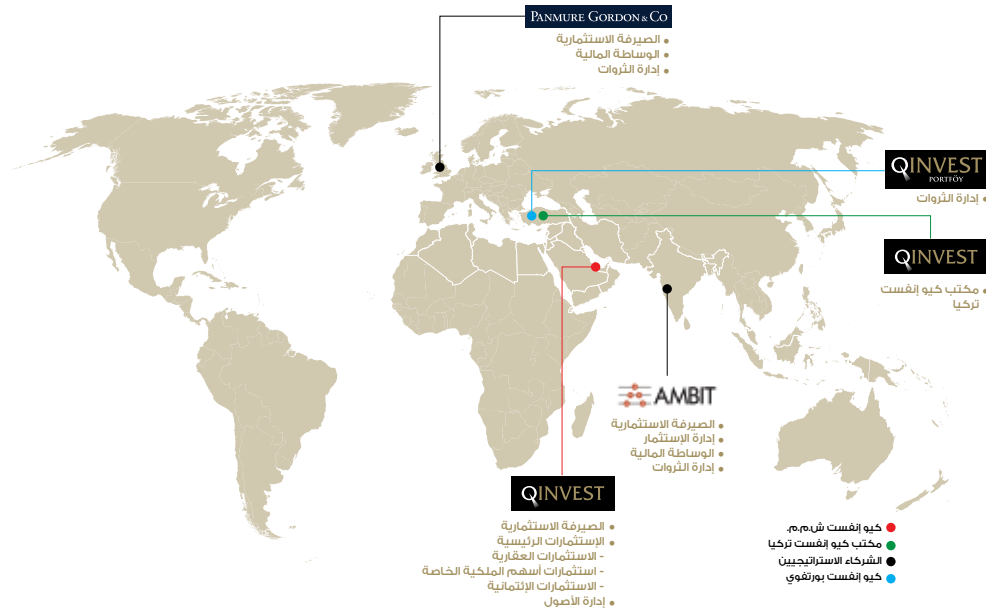 PANMURE GORDON & CO
• الصيرفة الاستثمارية
• الوساطة المالية
• إدارة الثروات
QINVEST
PORTFÖY
• إدارة الثروات
QINVEST
• مكتب كيو إنفست
تركيا
AMBIT
• الصيرفة الاستثمارية
• إدارة الإستثمار
• الوساطة المالية
• إدارة الثروات
QINVEST
• الصيرفة الاستثمارية
• الإستثمارات الرئيسية
- الاستثمارات العقارية
- استثمارات أسهم الملكية الخاصة
- الاستثمارات الإئتمانية
• إدارة الأصول
كيو إنفست ش.م.م.
مكتب كيو إنفست تركيا
الشركاء الاستراتيجيين
كيو إنفست بورتفوي